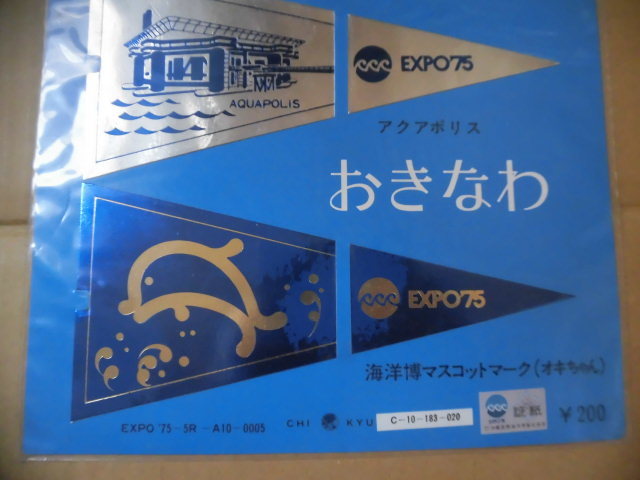 AQUAPOLIS
EXPO'75
アクアポリス
おきなわ
EXPO'75
海洋博マスコットマーク(オキちゃん)
EXPO'75-5R-A10-0005
CHI KYU
C-10-183-020
証紙
¥200